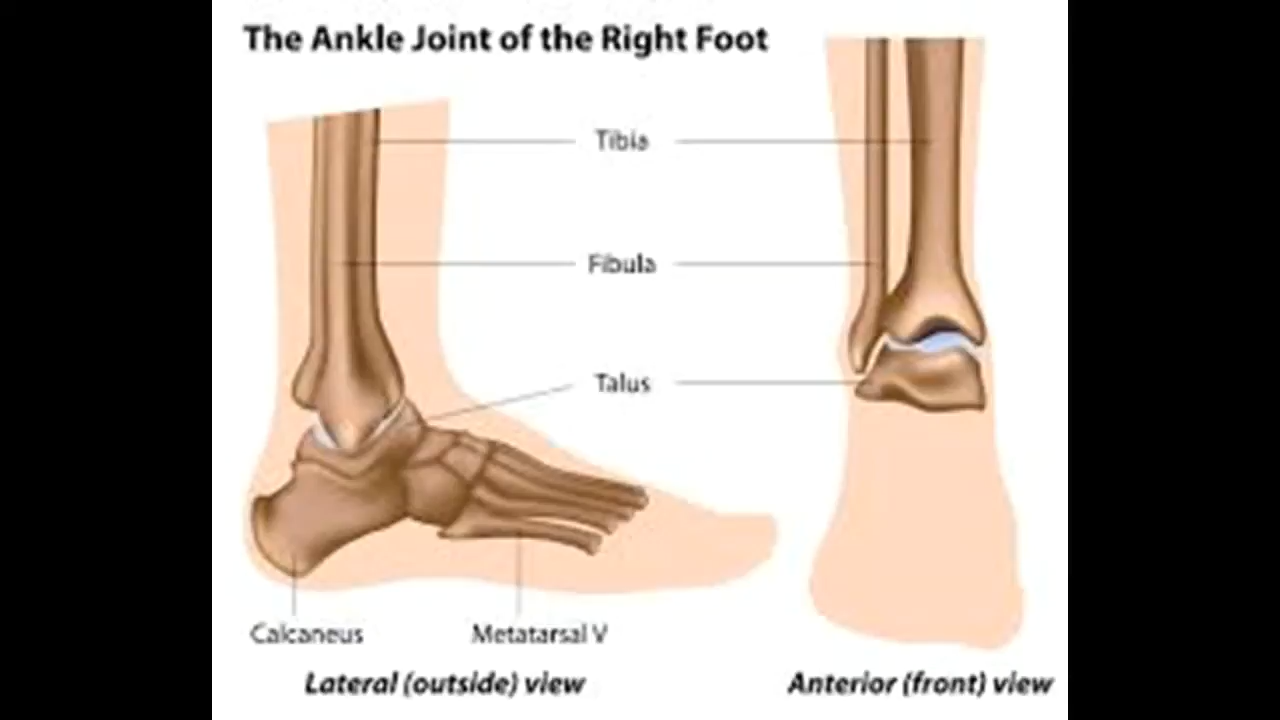 The Ankle Joint of the Right Foot
Tibia
Fibula
Talus
Calcaneus
Metatarsal V
Lateral (outside) view
Anterior (front) view